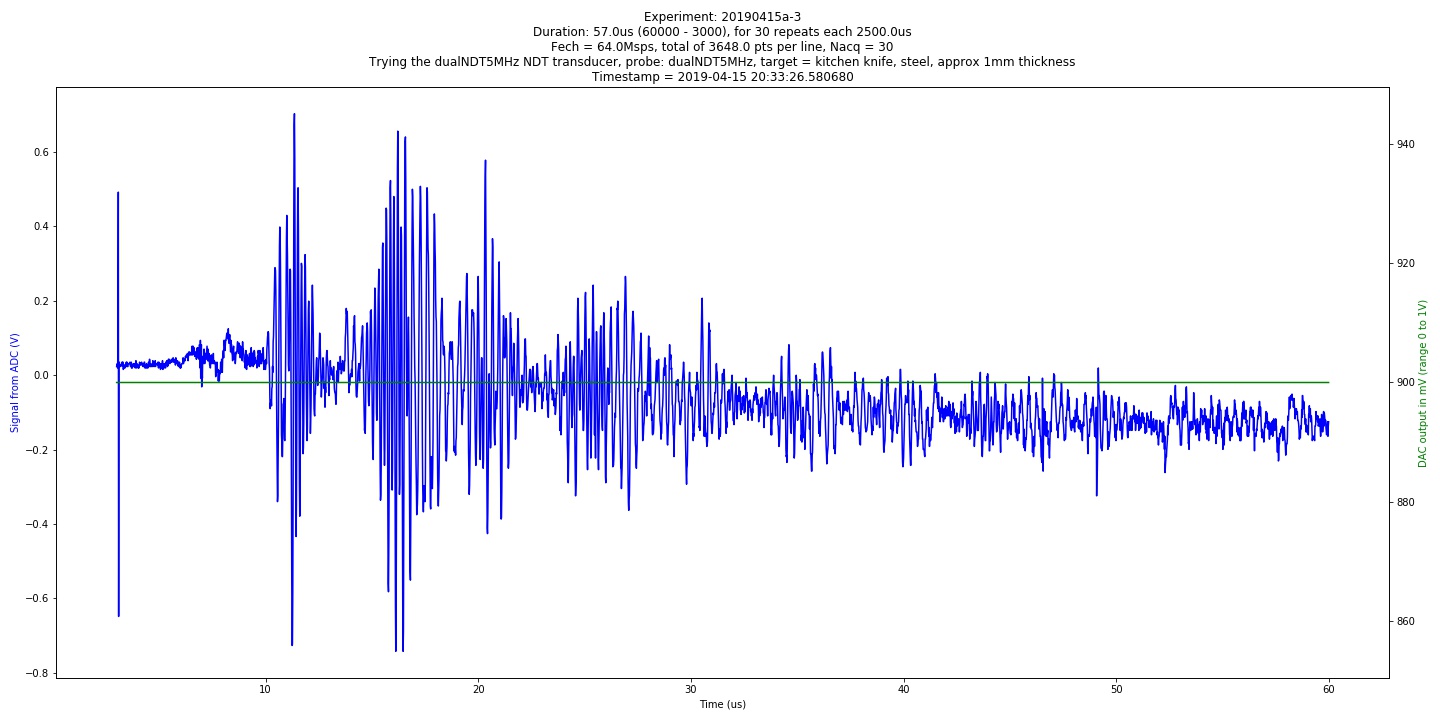 Experiment: 20190415a-3
Duration: 57.0us (60000 - 3000), for 30 repeats each 2500.0us
Fech = 64.0Msps, total of 3648.0 pts per line, Nacq = 30
Trying the dualNDT5MHz NDT transducer, probe: dualNDT5MHz, target = kitchen knife, steel, approx 1mm thickness
Timestamp = 2019-04-15 20:33:26.580680
Signal from ADC (V)
0.6
0.4
0.2
0.0
−0.2
−0.4
−0.6
−0.8
940
920
900
880
860
DAC output in mV (range 0 to 1V)
10
20
30
40
50
60
Time (us)